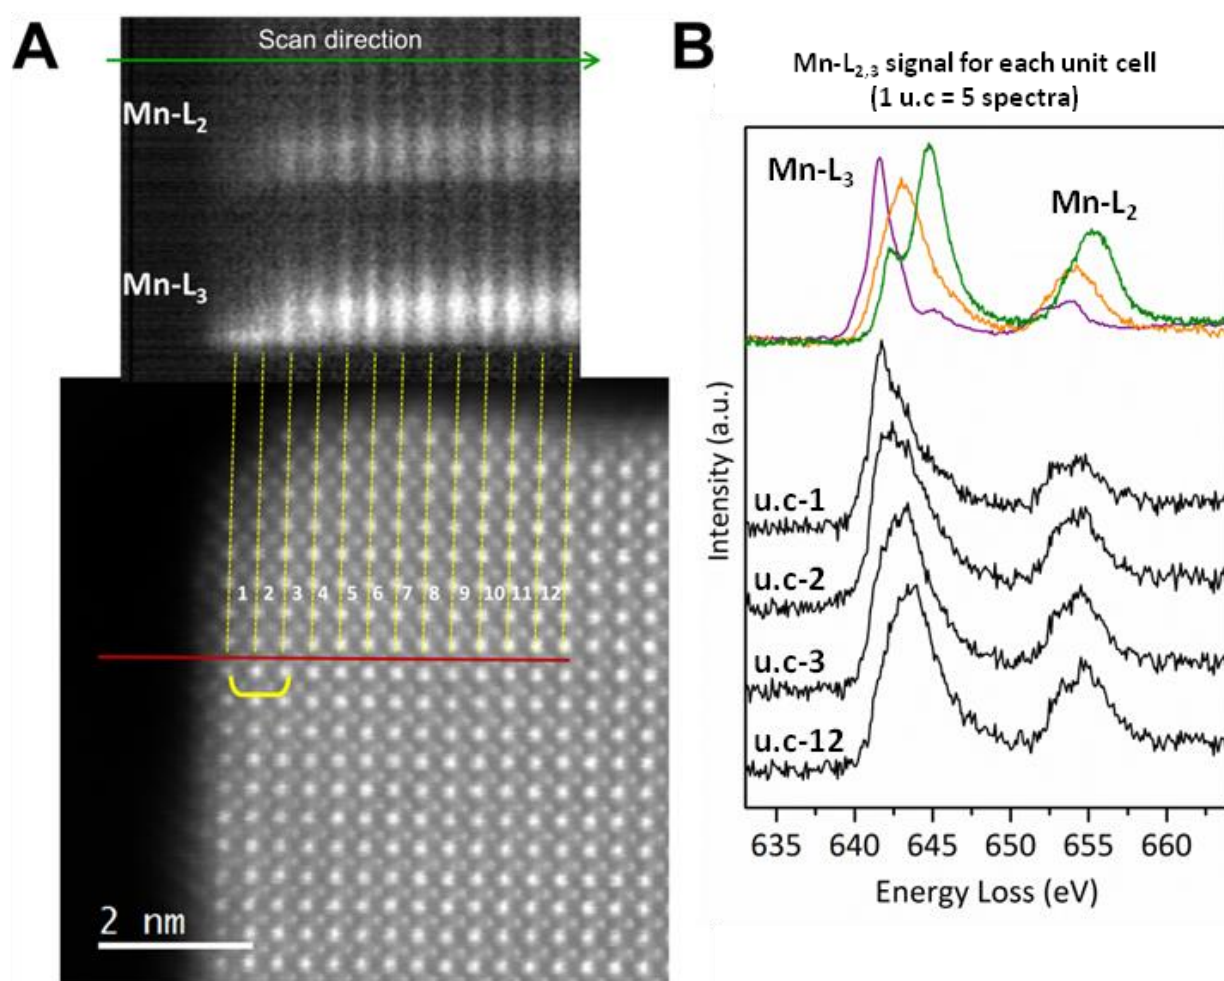 A
Scan direction
Mn-L₂
Mn-L₃
1 2 3 4 5 6 7 8 9 10 11 12
2 nm
B
Mn-L₂,₃ signal for each unit cell
(1 u.c = 5 spectra)
Mn-L₃
Mn-L₂
u.c-1
u.c-2
u.c-3
u.c-12
Intensity (a.u.)
635 640 645 650 655 660
Energy Loss (eV)